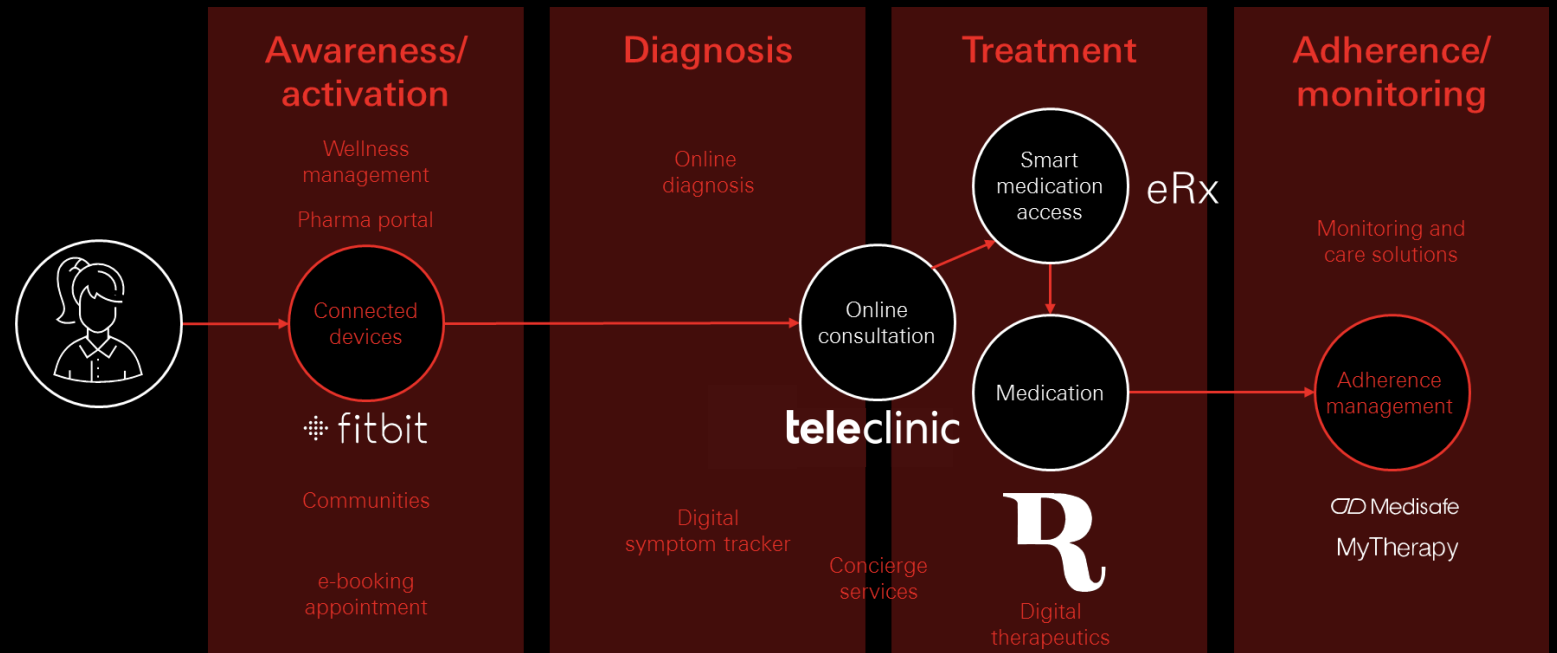 Awareness/
activation
Wellness
management
Pharma portal
Connected
devices
fitbit
Communities
e-booking
appointment
Diagnosis
Online
diagnosis
Online
consultation
teleclinic
Digital
symptom tracker
Concierge
services
Treatment
Smart
medication
access
eRx
Medication
R
Digital
therapeutics
Adherence/
monitoring
Monitoring and
care solutions
Adherence
management
Medisafe
MyTherapy